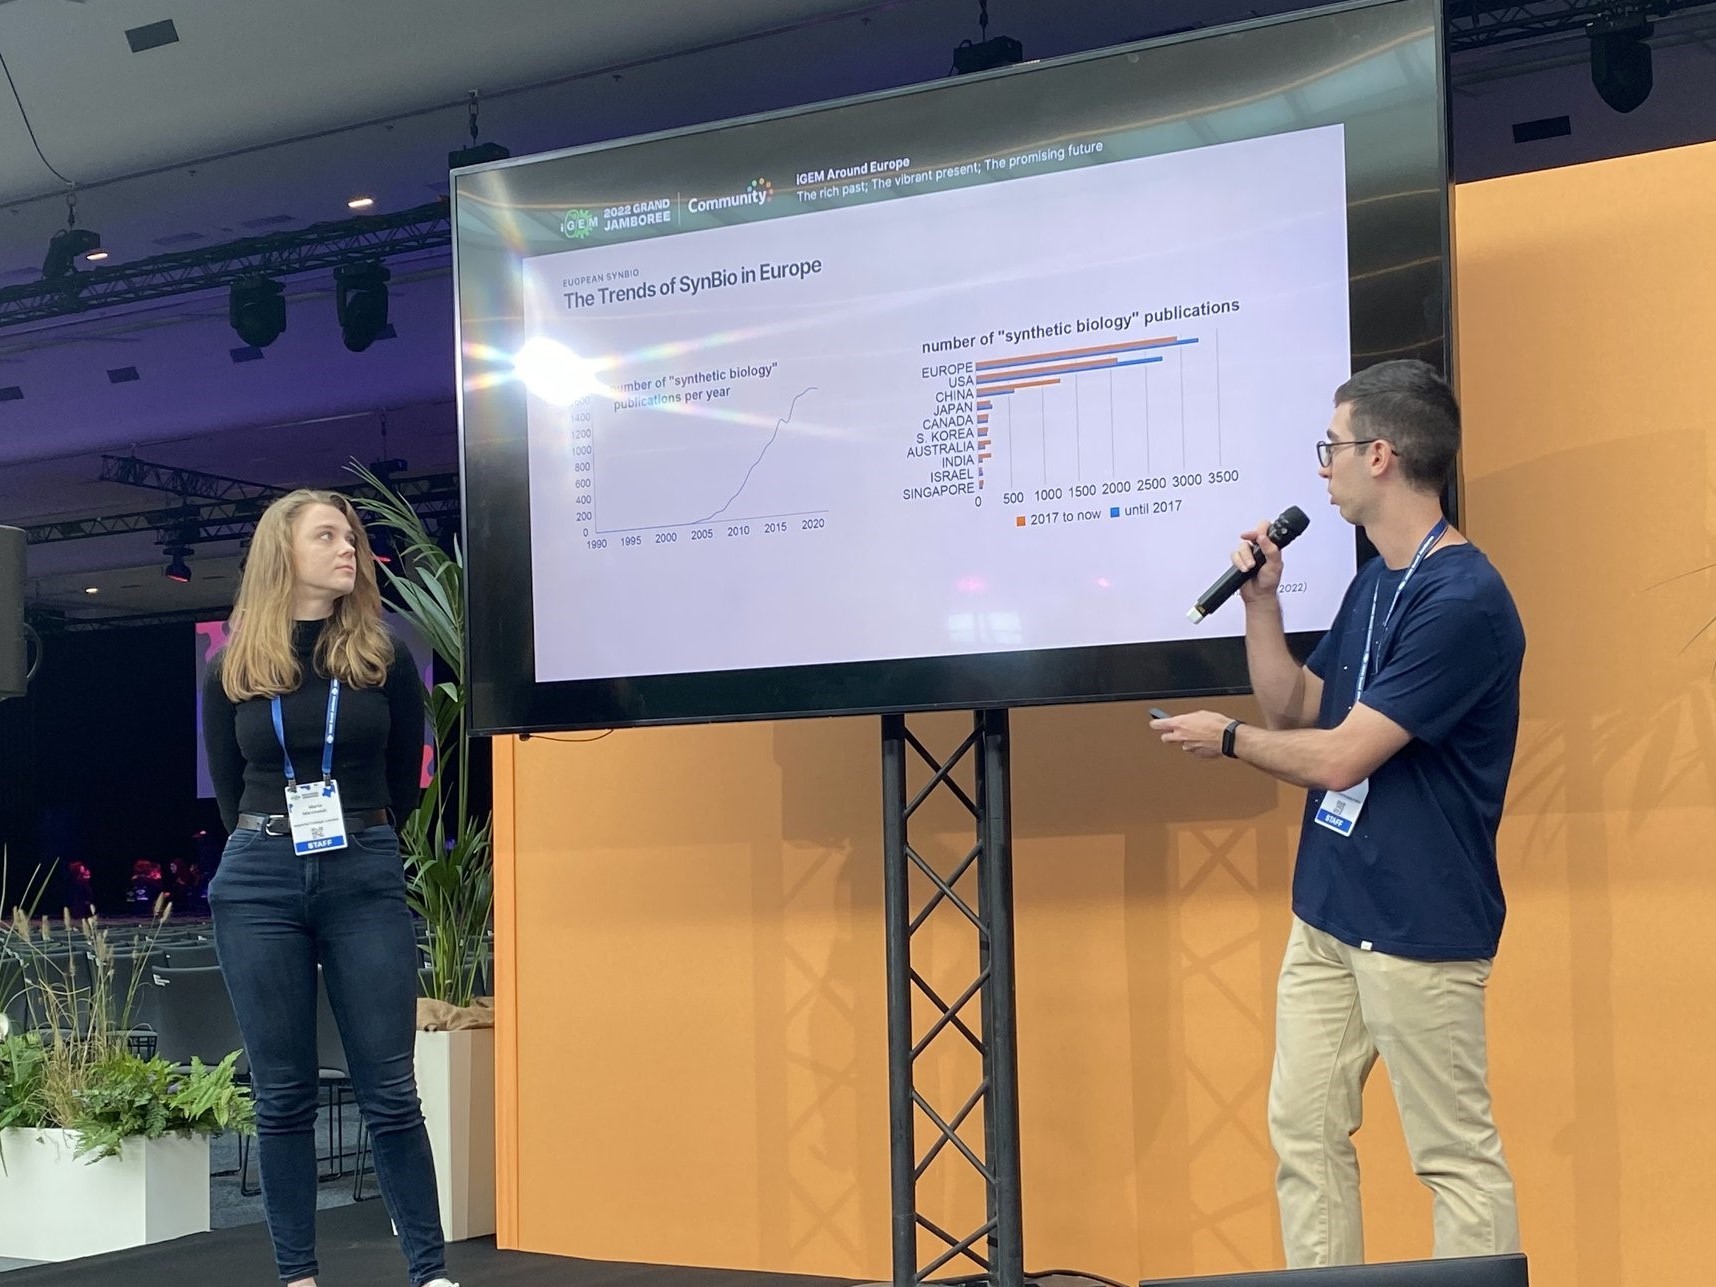 iGEM
2022 GRAND
JAMBOREE
Community
iGEM Around Europe
The rich past; The vibrant present; The promising future
EUOPEAN SYNBIO
The Trends of SynBio in Europe
number of "synthetic biology"
publications per year
1400
1200
1000
800
600
400
200
0
1990 1995 2000 2005 2010 2015 2020
number of "synthetic biology" publications
EUROPE
USA
CHINA
JAPAN
CANADA
S. KOREA
AUSTRALIA
INDIA
ISRAEL
SINGAPORE
0 500 1000 1500 2000 2500 3000 3500
2017 to now until 2017
2022)
STAFF
STAFF